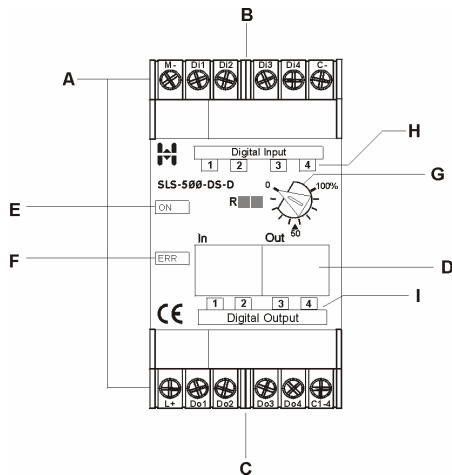 B
M- Di1 Di2 Di3 Di4 C-
A
Digital Input
1 2 3 4
H
SLS-500-DS-D
0 100%
G
R
50
E
ON
In Out
F
ERR
D
1 2 3 4
I
Digital Output
CE
L+ Do1 Do2 Do3 Do4 C1-4
C